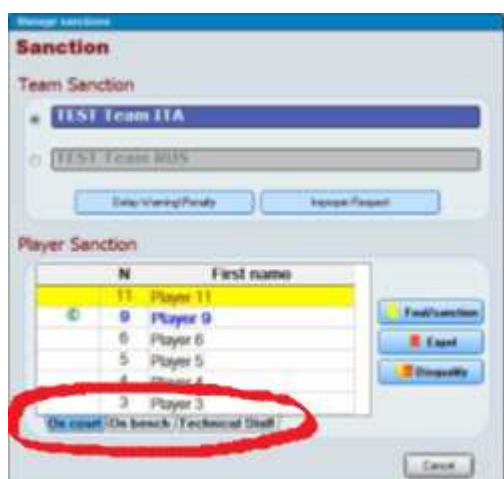 Manage sanctions
Sanction
Team Sanction
TEST Team ITA
TEST Team RUS
Delay Warning/Penalty Improper Request
Player Sanction
N First name
11 Player 11
© 9 Player 9
6 Player 6
5 Player 5
4 Player 4
3 Player 3
Foul/sanction
Expel
Disqualify
On court On bench Technical Staff
Cancel